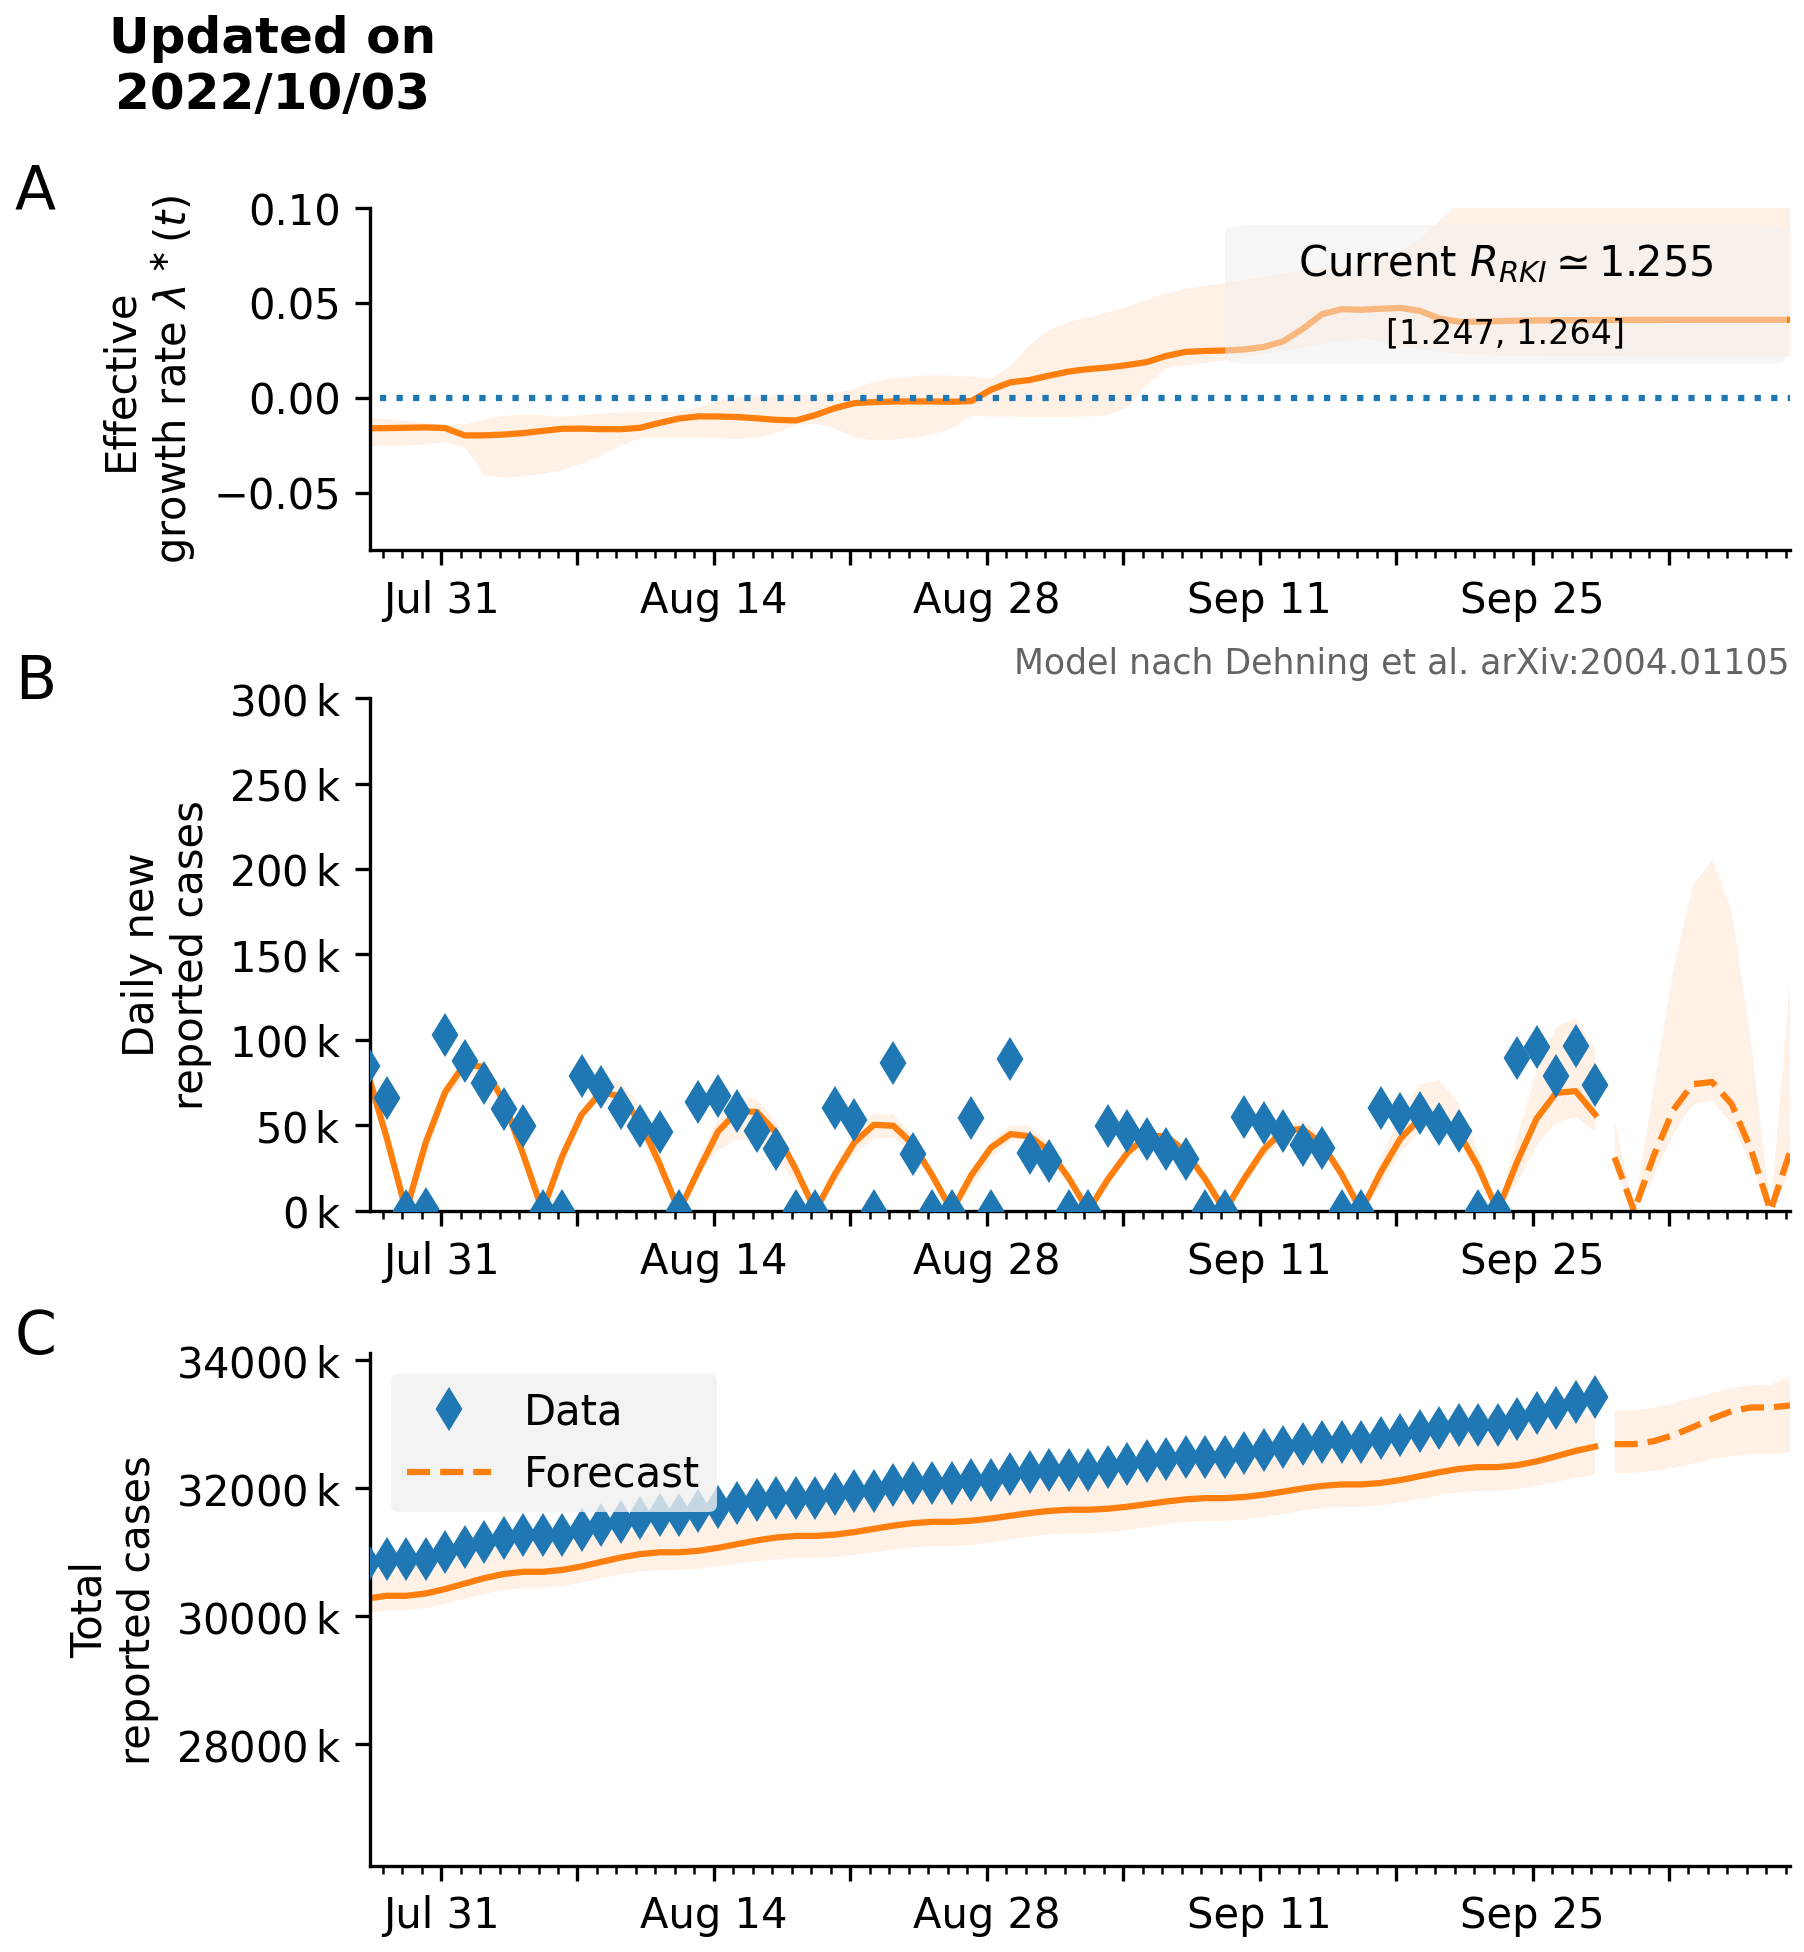 Updated on
2022/10/03
A
Effective
growth rate λ * (t)
0.10
0.05
0.00
−0.05
Current R_RKI ≃ 1.255
[1.247, 1.264]
Jul 31 Aug 14 Aug 28 Sep 11 Sep 25
Model nach Dehning et al. arXiv:2004.01105
B
Daily new
reported cases
300 k
250 k
200 k
150 k
100 k
50 k
0 k
Jul 31 Aug 14 Aug 28 Sep 11 Sep 25
C
Total
reported cases
34000 k
32000 k
30000 k
28000 k
Data
Forecast
Jul 31 Aug 14 Aug 28 Sep 11 Sep 25